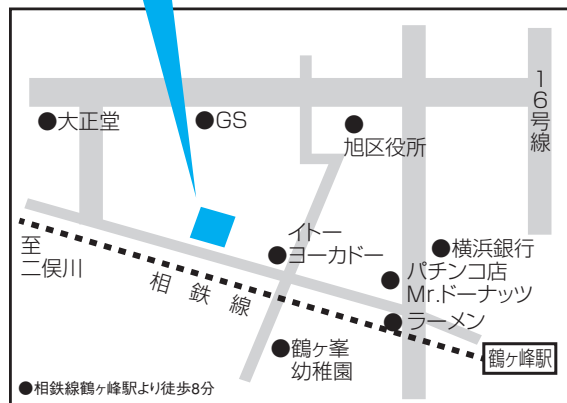 16号線
●大正堂
●GS
●旭区役所
イトー
●ヨーカドー
●横浜銀行
至
二俣川
●パチンコ店
Mr.ドーナッツ
相鉄線
●ラーメン
●鶴ヶ峯
幼稚園
鶴ヶ峰駅
●相鉄線鶴ヶ峰駅より徒歩8分